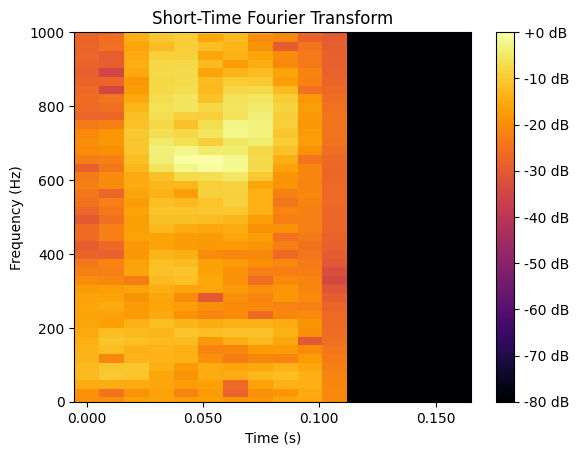 Short-Time Fourier Transform
Frequency (Hz)
1000
800
600
400
200
0
0.000
0.050
0.100
0.150
Time (s)
+0 dB
-10 dB
-20 dB
-30 dB
-40 dB
-50 dB
-60 dB
-70 dB
-80 dB